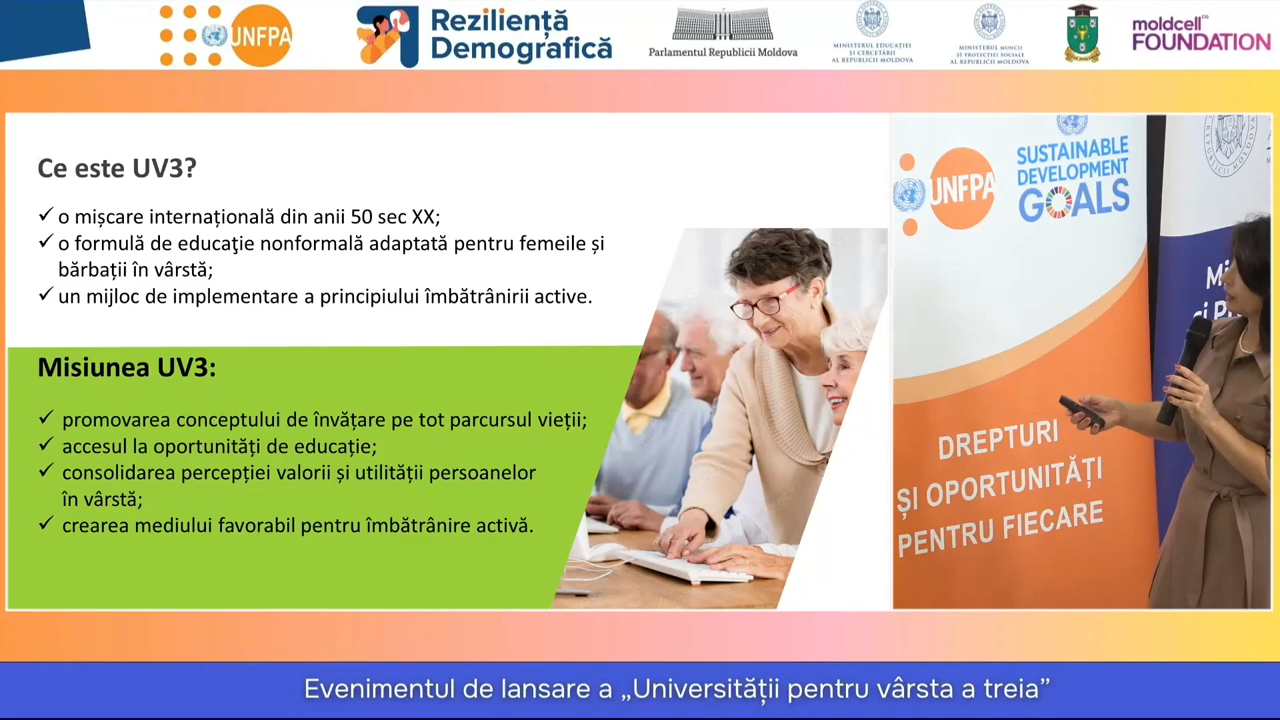 UNFPA
Reziliență
Demografică
Parlamentul Republicii Moldova
MINISTERUL EDUCAȚIEI
ȘI CERCETĂRII
AL REPUBLICII MOLDOVA
MINISTERUL MUNCII
ȘI PROTECȚIEI SOCIALE
AL REPUBLICII MOLDOVA
moldcell
FOUNDATION
Ce este UV3?
✓ o mișcare internațională din anii 50 sec XX;
✓ o formulă de educaţie nonformală adaptată pentru femeile și
bărbații în vârstă;
✓ un mijloc de implementare a principiului îmbătrânirii active.
Misiunea UV3:
✓ promovarea conceptului de învățare pe tot parcursul vieții;
✓ accesul la oportunități de educație;
✓ consolidarea percepției valorii și utilității persoanelor
în vârstă;
✓ crearea mediului favorabil pentru îmbătrânire activă.
UNFPA
SUSTAINABLE
DEVELOPMENT
GOALS
DREPTURI
ȘI OPORTUNITĂȚI
PENTRU FIECARE
Evenimentul de lansare a „Universității pentru vârsta a treia”